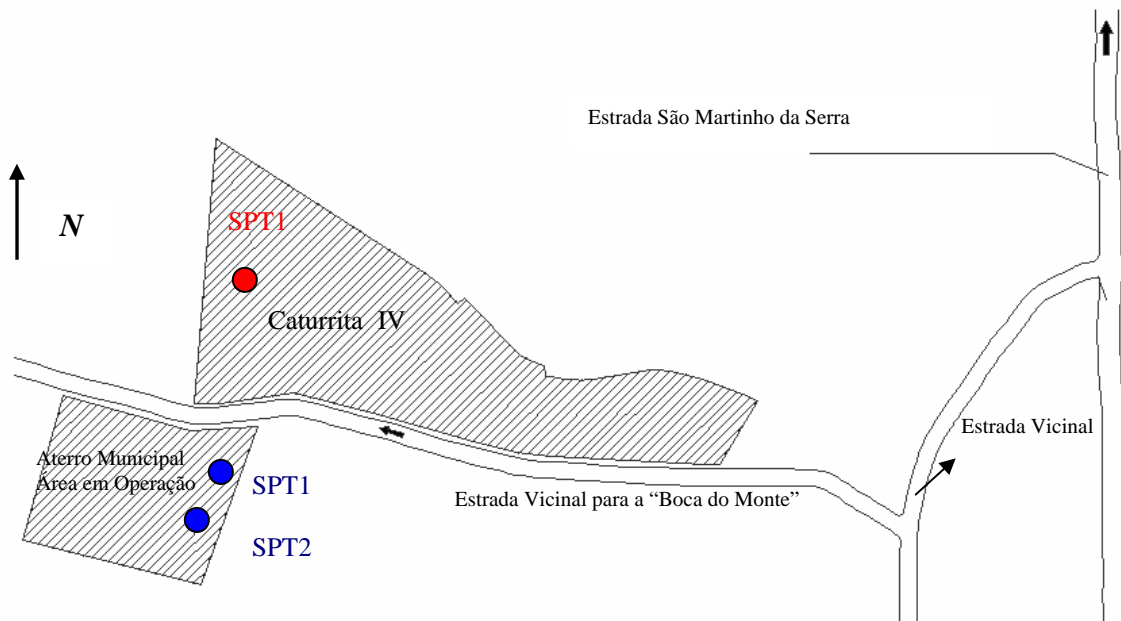 Estrada São Martinho da Serra
N
SPT1
Caturrita IV
Estrada Vicinal
Aterro Municipal
Área em Operação
SPT1
Estrada Vicinal para a “Boca do Monte”
SPT2